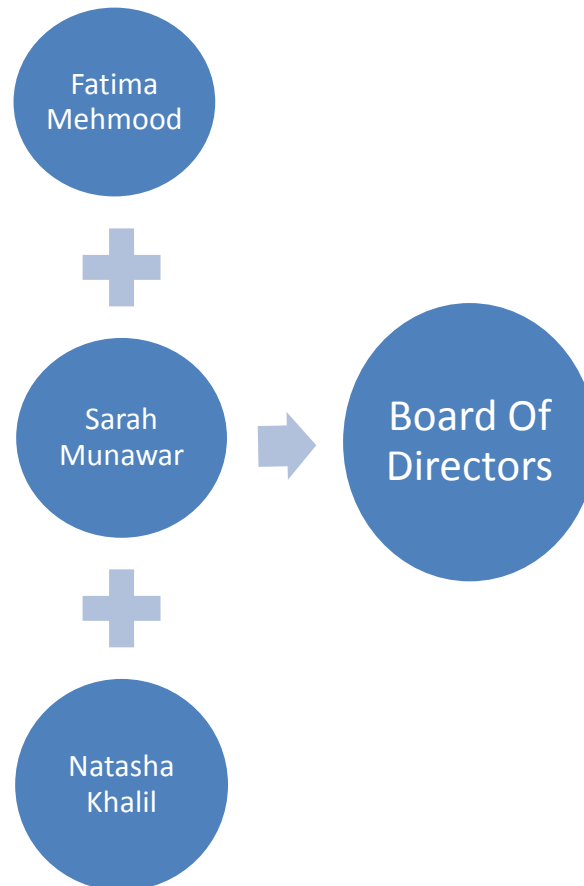 Fatima
Mehmood
Sarah
Munawar
Board Of
Directors
Natasha
Khalil